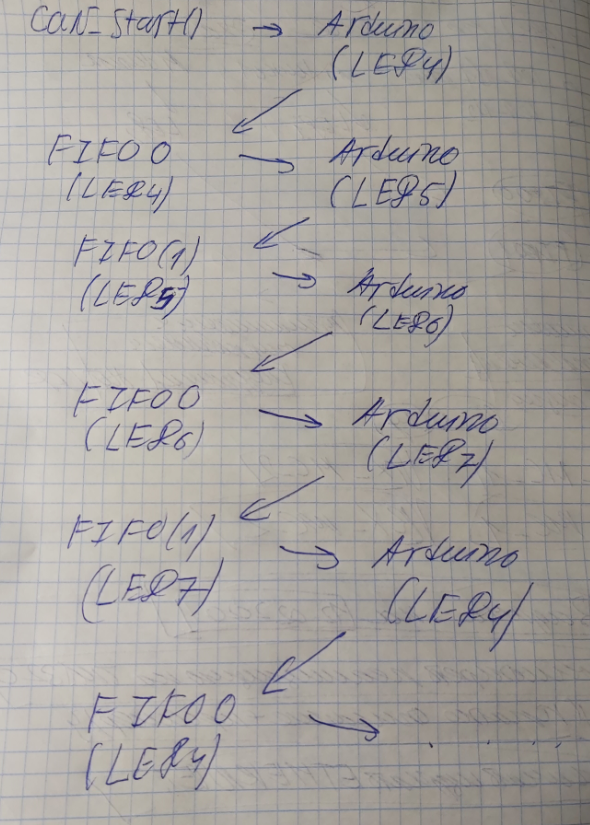 CAN_Start() → Arduino
(LED4)
FIFO0 → Arduino
(LED4) (LED5)
FIFO(1)
(LED5) → Arduino
(LED6)
FIFO0 → Arduino
(LED6) (LED7)
FIFO(1) → Arduino
(LED7) (LED4)
FIFO0 → . . . .
(LED4)